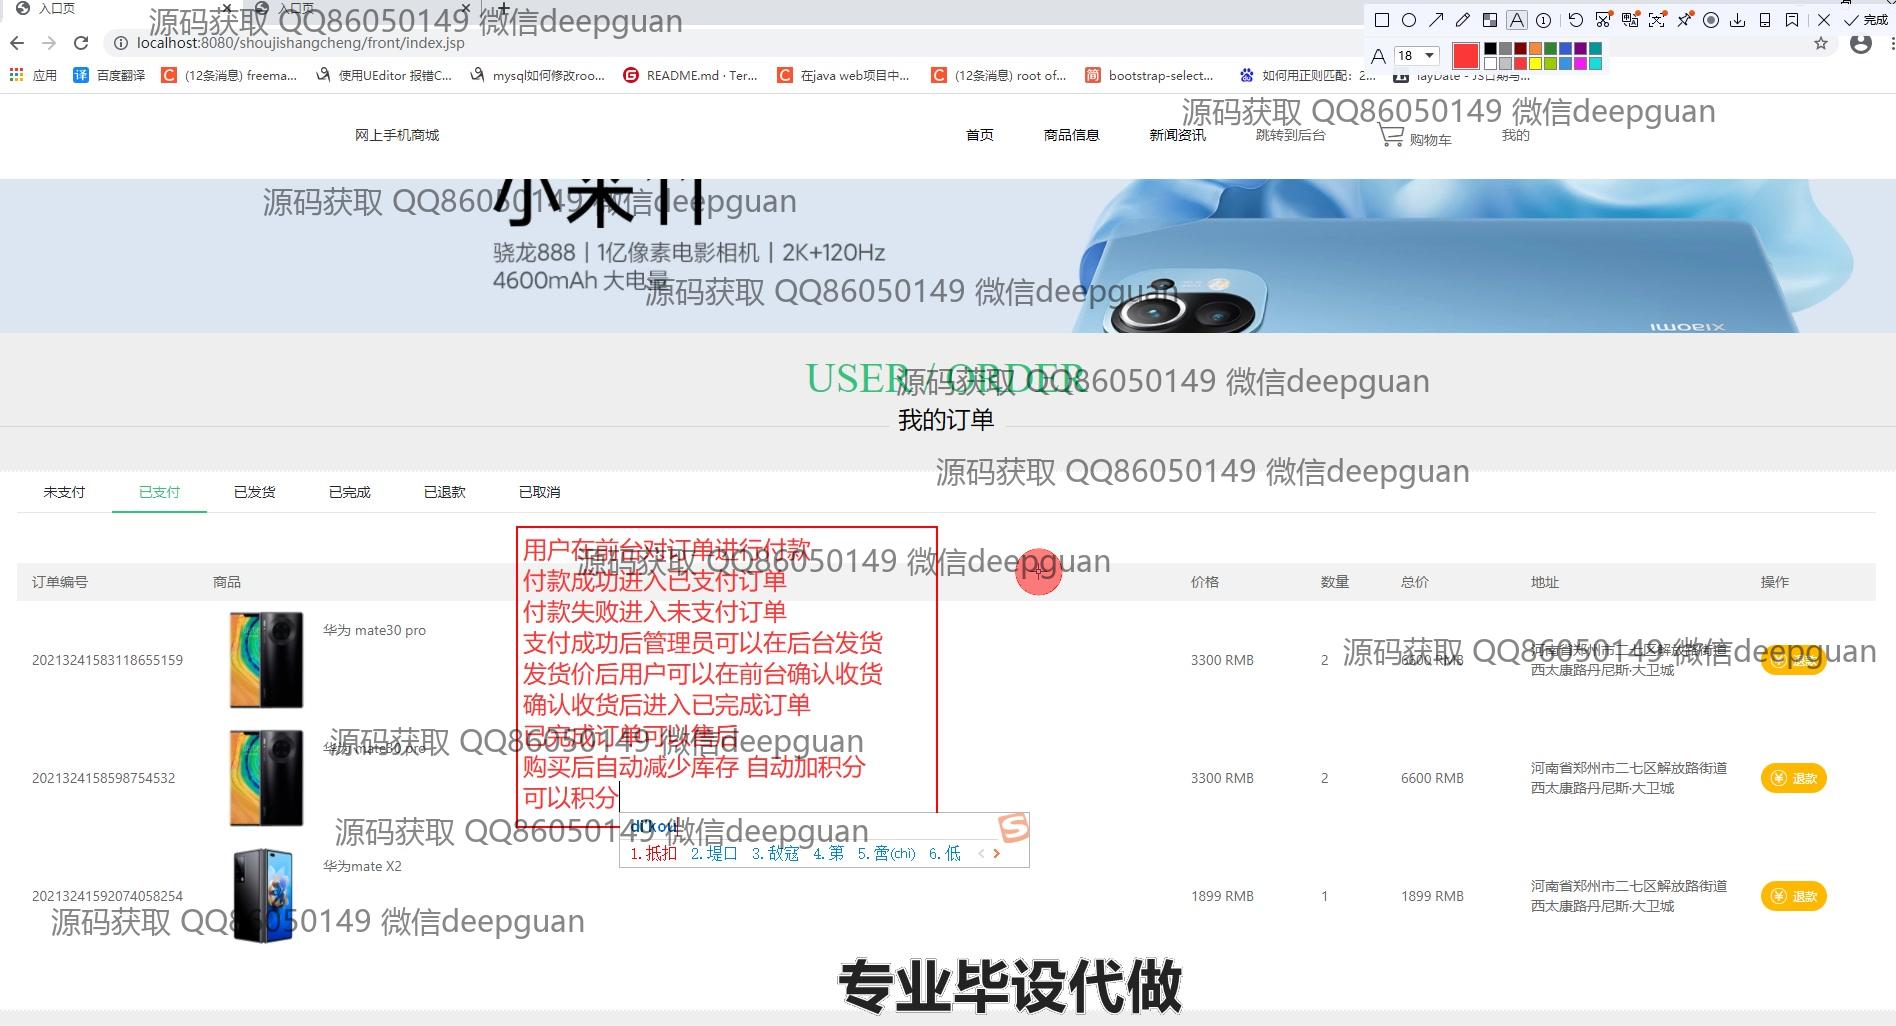 入口页
入口页
源码获取 QQ86050149 微信deepguan
完成
localhost:8080/shoujishangcheng/front/index.jsp
A 18
应用
百度翻译
(12条消息) freema...
使用UEditor 报错C...
mysql如何修改roo...
README.md · Ter...
在java web项目中...
(12条消息) root of...
bootstrap-select...
如何用正则匹配：2...
layDate - JS日期与...
源码获取 QQ86050149 微信deepguan
网上手机商城
首页
商品信息
新闻资讯
跳转到后台
购物车
我的
源码获取 QQ86050149 微信deepguan
骁龙888丨1亿像素电影相机丨2K+120Hz
4600mAh 大电量
源码获取 QQ86050149 微信deepguan
xiaomi
USER / ORDER
源码获取 QQ86050149 微信deepguan
我的订单
源码获取 QQ86050149 微信deepguan
未支付
已支付
已发货
已完成
已退款
已取消
用户在前台对订单进行付款
源码获取 QQ86050149 微信deepguan
付款成功进入已支付订单
付款失败进入未支付订单
支付成功后管理员可以在后台发货
发货价后用户可以在前台确认收货
确认收货后进入已完成订单
已完成订单可以售后
购买后自动减少库存 自动加积分
可以积分
di'kou
1.抵扣 2.堤口 3.敌寇 4.第 5.啻(chì) 6.低
订单编号
商品
价格
数量
总价
地址
操作
20213241583118655159
华为 mate30 pro
3300 RMB
2
6600 RMB
河南省郑州市二七区解放路街道
西太康路丹尼斯·大卫城
退款
源码获取 QQ86050149 微信deepguan
源码获取 QQ86050149 微信deepguan
2021324158598754532
华为 mate30 pro
3300 RMB
2
6600 RMB
河南省郑州市二七区解放路街道
西太康路丹尼斯·大卫城
退款
源码获取 QQ86050149 微信deepguan
20213241592074058254
华为mate X2
1899 RMB
1
1899 RMB
河南省郑州市二七区解放路街道
西太康路丹尼斯·大卫城
退款
源码获取 QQ86050149 微信deepguan
专业毕设代做